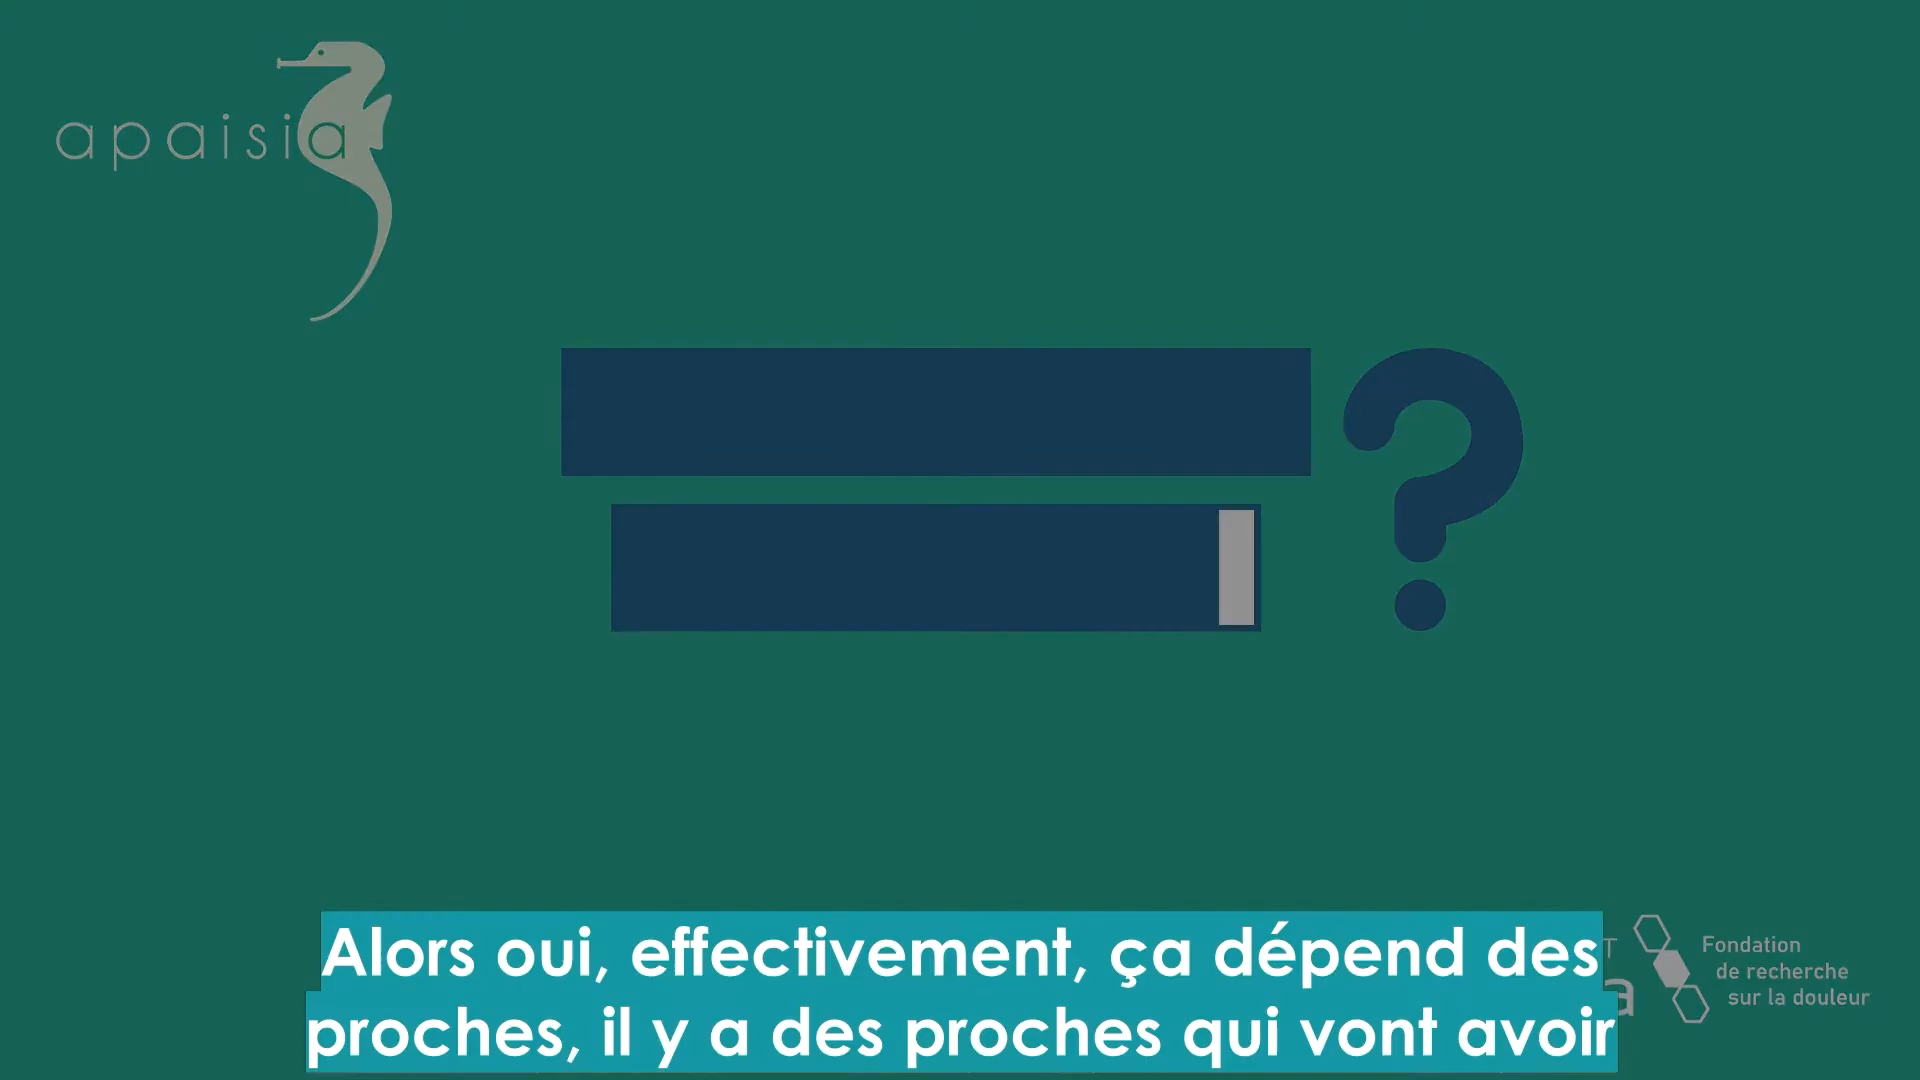 apaisia
?
Alors oui, effectivement, ça dépend des
proches, il y a des proches qui vont avoir
Fondation
de recherche
sur la douleur